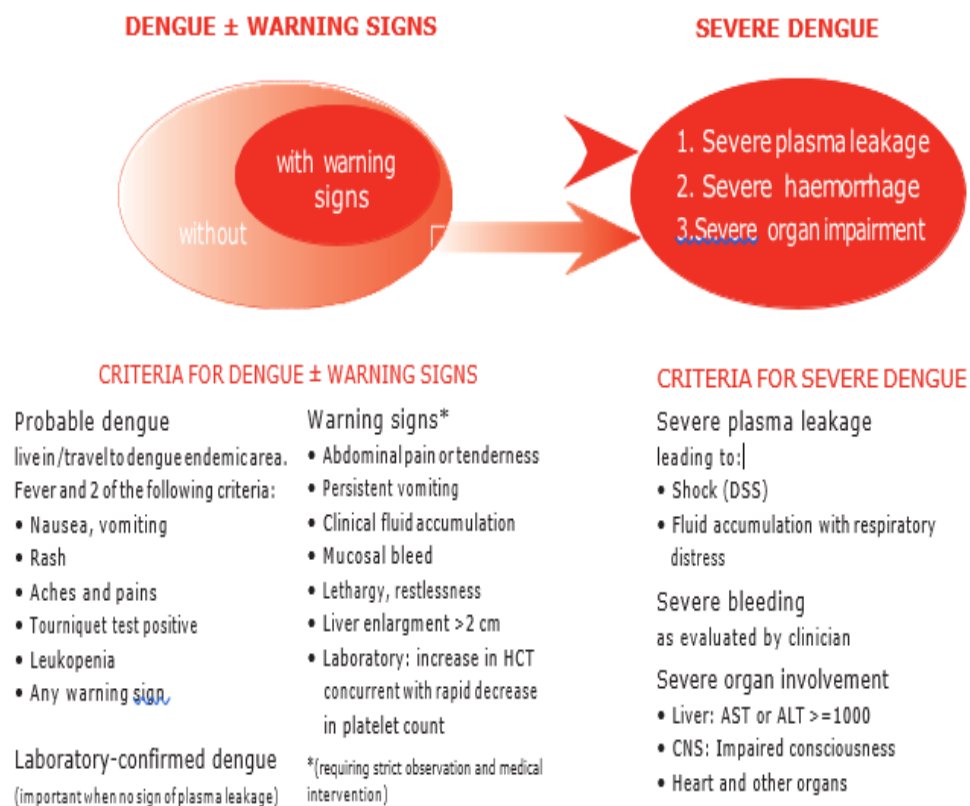 DENGUE ± WARNING SIGNS
SEVERE DENGUE
with warning
signs
without
1. Severe plasma leakage
2. Severe haemorrhage
3.Severe organ impairment
CRITERIA FOR DENGUE ± WARNING SIGNS
Probable dengue
live in/travel to dengue endemic area.
Fever and 2 of the following criteria:
• Nausea, vomiting
• Rash
• Aches and pains
• Tourniquet test positive
• Leukopenia
• Any warning sign
Laboratory-confirmed dengue
(important when no sign of plasma leakage)
Warning signs*
• Abdominal pain or tenderness
• Persistent vomiting
• Clinical fluid accumulation
• Mucosal bleed
• Lethargy, restlessness
• Liver enlargment >2 cm
• Laboratory: increase in HCT
concurrent with rapid decrease
in platelet count
*(requiring strict observation and medical
intervention)
CRITERIA FOR SEVERE DENGUE
Severe plasma leakage
leading to:
• Shock (DSS)
• Fluid accumulation with respiratory
distress
Severe bleeding
as evaluated by clinician
Severe organ involvement
• Liver: AST or ALT >=1000
• CNS: Impaired consciousness
• Heart and other organs